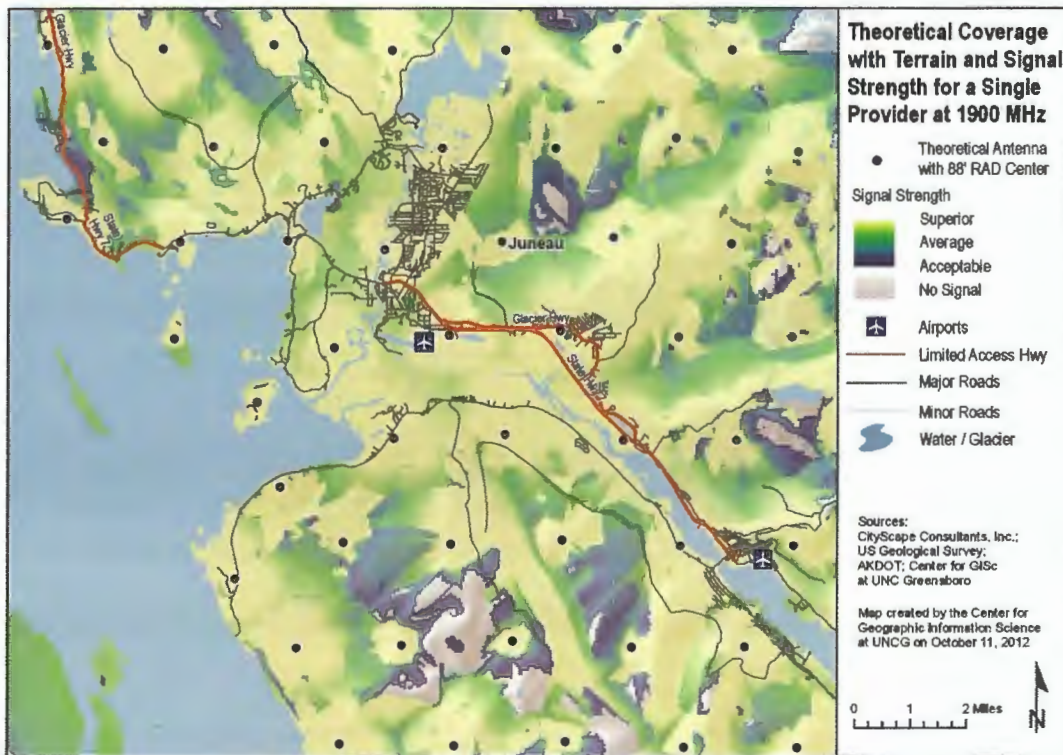 Theoretical Coverage
with Terrain and Signal
Strength for a Single
Provider at 1900 MHz
Theoretical Antenna
with 88' RAD Center
Signal Strength
Superior
Average
Acceptable
No Signal
Airports
Limited Access Hwy
Major Roads
Minor Roads
Water / Glacier
Sources:
CityScape Consultants, Inc.;
US Geological Survey;
AKDOT; Center for GISc
at UNC Greensboro
Map created by the Center for
Geographic Information Science
at UNCG on October 11, 2012
0 1 2 Miles
N
Glacier Hwy
Juneau
Glacier Hwy